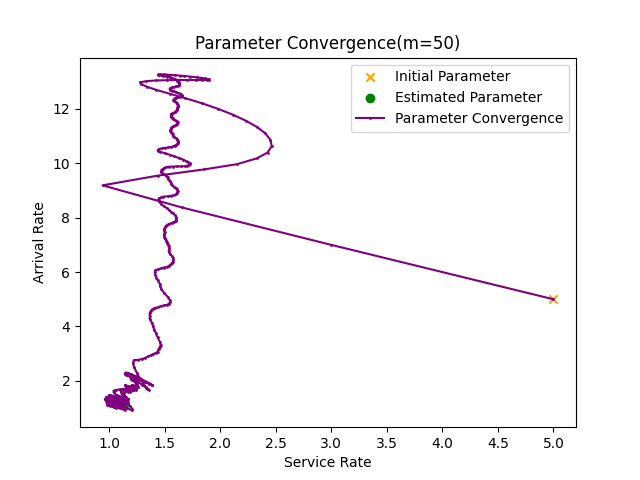 Parameter Convergence(m=50)
Initial Parameter
Estimated Parameter
Parameter Convergence
Arrival Rate
12
10
8
6
4
2
1.0 1.5 2.0 2.5 3.0 3.5 4.0 4.5 5.0
Service Rate